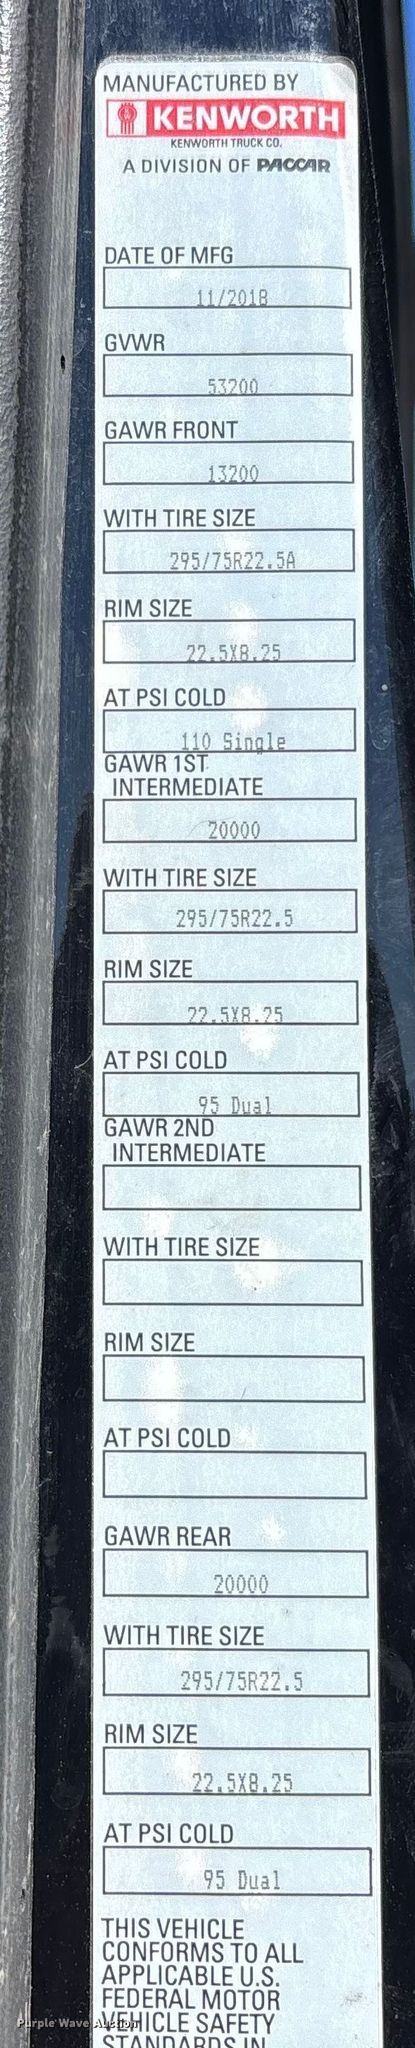 MANUFACTURED BY
KENWORTH
KENWORTH TRUCK CO.
A DIVISION OF PACCAR
DATE OF MFG
11/2018
GVWR
53200
GAWR FRONT
13200
WITH TIRE SIZE
295/75R22.5A
RIM SIZE
22.5X8.25
AT PSI COLD
110 Single
GAWR 1ST
INTERMEDIATE
20000
WITH TIRE SIZE
295/75R22.5
RIM SIZE
22.5X8.25
AT PSI COLD
95 Dual
GAWR 2ND
INTERMEDIATE
WITH TIRE SIZE
RIM SIZE
AT PSI COLD
GAWR REAR
20000
WITH TIRE SIZE
295/75R22.5
RIM SIZE
22.5X8.25
AT PSI COLD
95 Dual
THIS VEHICLE
CONFORMS TO ALL
APPLICABLE U.S.
FEDERAL MOTOR
VEHICLE SAFETY
STANDARDS IN
Purple Wave Auction